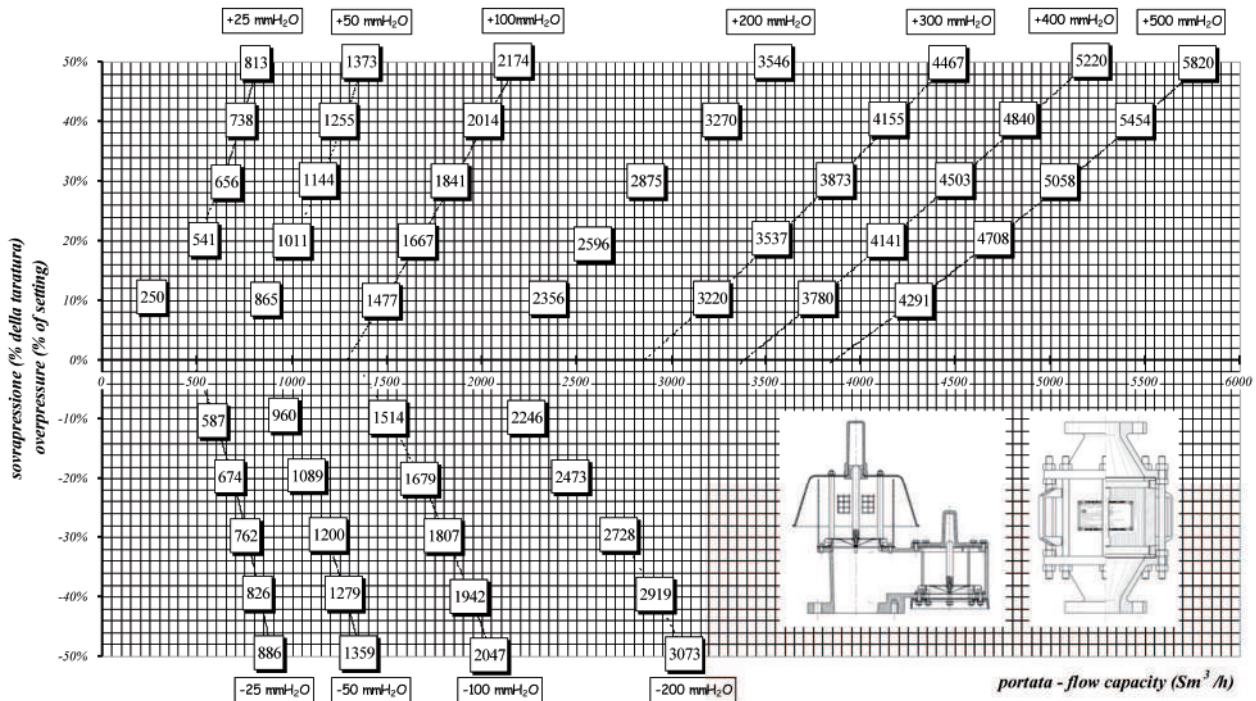 +25 mmH₂O +50 mmH₂O +100mmH₂O +200 mmH₂O +300 mmH₂O +400 mmH₂O +500 mmH₂O
50% 813 1373 2174 3546 4467 5220 5820
40% 738 1255 2014 3270 4155 4840 5454
30% 656 1144 1841 2875 3873 4503 5058
20% 541 1011 1667 2596 3537 4141 4708
10% 250 865 1477 2356 3220 3780 4291
0%
0 500 1000 1500 2000 2500 3000 3500 4000 4500 5000 5500 6000
-10% 587 960 1514 2246
-20% 674 1089 1679 2473
-30% 762 1200 1807 2728
-40% 826 1279 1942 2919
-50% 886 1359 2047 3073
-25 mmH₂O -50 mmH₂O -100 mmH₂O -200 mmH₂O
sovrapressione (% della taratura)
overpressure (% of setting)
portata - flow capacity (Sm³/h)